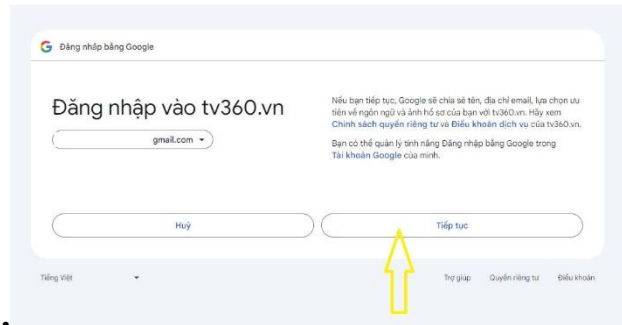 Đăng nhập bằng Google
Đăng nhập vào tv360.vn
gmail.com
Nếu bạn tiếp tục, Google sẽ chia sẻ tên, địa chỉ email, lựa chọn ưu
tiên về ngôn ngữ và ảnh hồ sơ của bạn với tv360.vn. Hãy xem
Chính sách quyền riêng tư và Điều khoản dịch vụ của tv360.vn.
Bạn có thể quản lý tính năng Đăng nhập bằng Google trong
Tài khoản Google của mình.
Huỷ
Tiếp tục
Tiếng Việt
Trợ giúp
Quyền riêng tư
Điều khoản